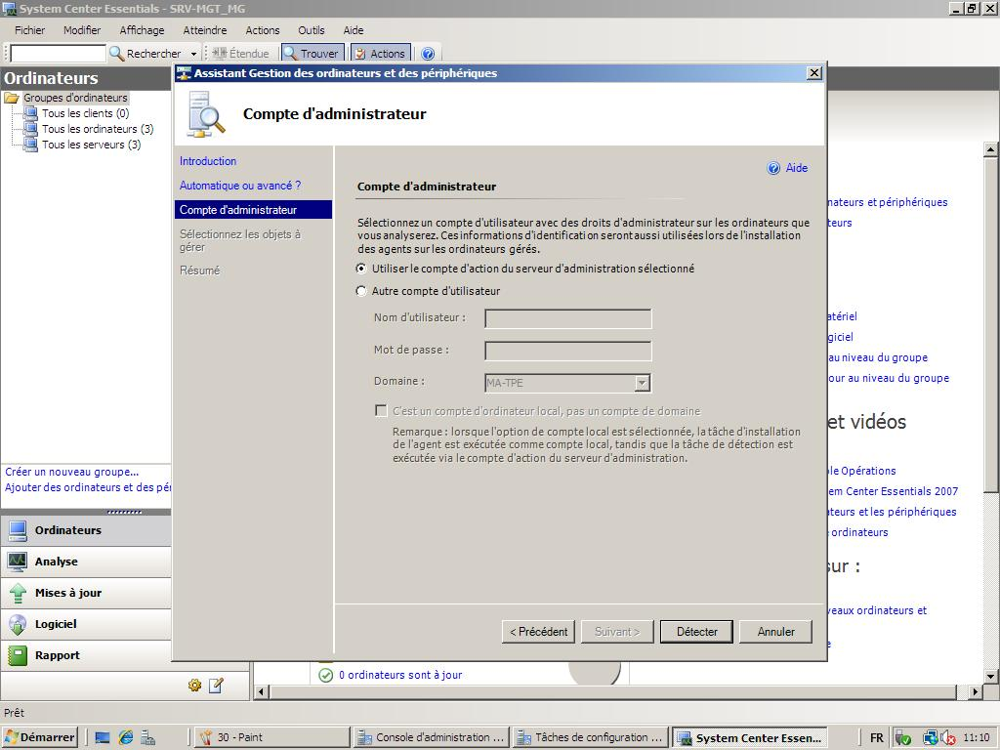 System Center Essentials - SRV-MGT_MG
Fichier Modifier Affichage Atteindre Actions Outils Aide
Rechercher Étendue Trouver Actions
Ordinateurs
Groupes d'ordinateurs
Tous les clients (0)
Tous les ordinateurs (3)
Tous les serveurs (3)
Créer un nouveau groupe...
Ajouter des ordinateurs et des pér
Ordinateurs
Analyse
Mises à jour
Logiciel
Rapport
Assistant Gestion des ordinateurs et des périphériques
Compte d'administrateur
Introduction
Automatique ou avancé ?
Compte d'administrateur
Sélectionnez les objets à
gérer
Résumé
Aide
Compte d'administrateur
Sélectionnez un compte d'utilisateur avec des droits d'administrateur sur les ordinateurs que
vous analyserez. Ces informations d'identification seront aussi utilisées lors de l'installation
des agents sur les ordinateurs gérés.
Utiliser le compte d'action du serveur d'administration sélectionné
Autre compte d'utilisateur
Nom d'utilisateur :
Mot de passe :
Domaine : MA-TPE
C'est un compte d'ordinateur local, pas un compte de domaine
Remarque : lorsque l'option de compte local est sélectionnée, la tâche d'installation
de l'agent est exécutée comme compte local, tandis que la tâche de détection est
exécutée via le compte d'action du serveur d'administration.
< Précédent Suivant > Détecter Annuler
nateurs et périphériques
teurs
atériel
giciel
au niveau du groupe
our au niveau du groupe
et vidéos
le Opérations
em Center Essentials 2007
ateurs et les périphériques
ordinateurs
sur :
veaux ordinateurs et
0 ordinateurs sont à jour
Prêt
Démarrer 30 - Paint Console d'administration ... Tâches de configuration ... System Center Essen... FR 11:10